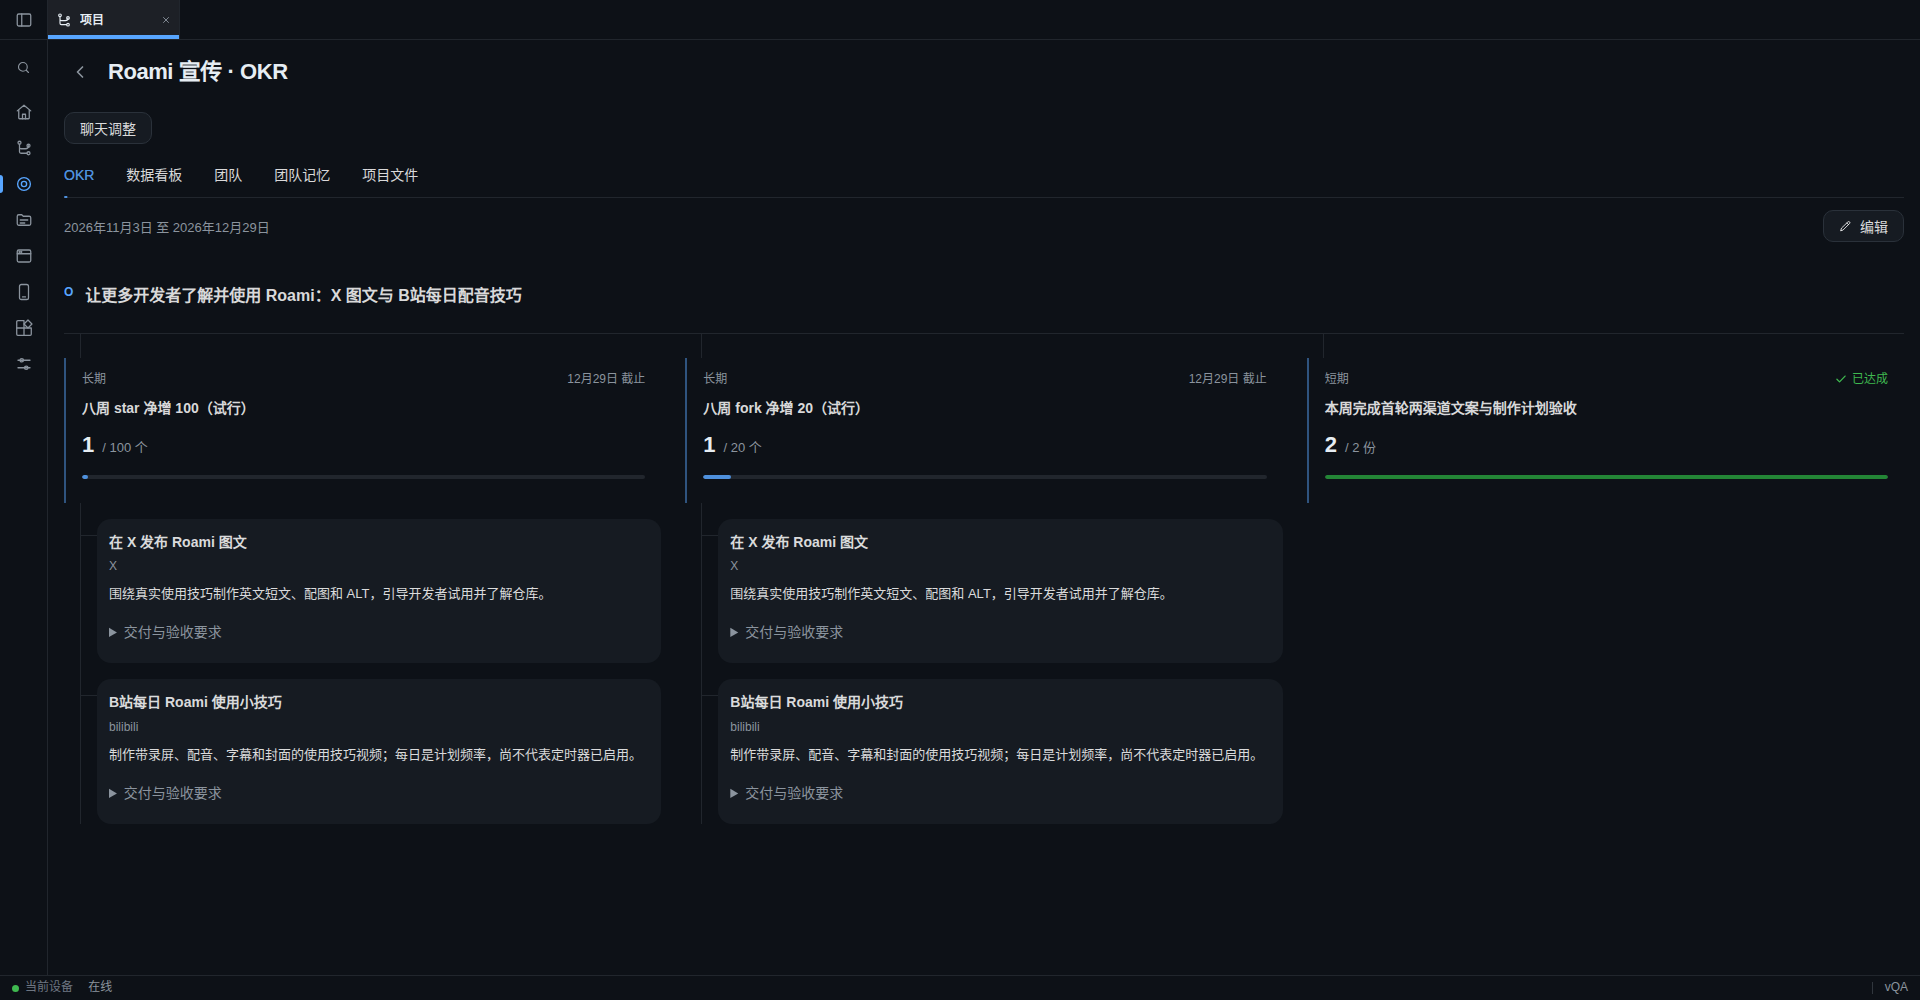 项目
Roami 宣传 · OKR
聊天调整
OKR 数据看板 团队 团队记忆 项目文件
2026年11月3日 至 2026年12月29日
编辑
O 让更多开发者了解并使用 Roami：X 图文与 B站每日配音技巧
长期 12月29日 截止
八周 star 净增 100（试行）
1 / 100 个
长期 12月29日 截止
八周 fork 净增 20（试行）
1 / 20 个
短期 已达成
本周完成首轮两渠道文案与制作计划验收
2 / 2 份
在 X 发布 Roami 图文
X
围绕真实使用技巧制作英文短文、配图和 ALT，引导开发者试用并了解仓库。
交付与验收要求
B站每日 Roami 使用小技巧
bilibili
制作带录屏、配音、字幕和封面的使用技巧视频；每日是计划频率，尚不代表定时器已启用。
交付与验收要求
在 X 发布 Roami 图文
X
围绕真实使用技巧制作英文短文、配图和 ALT，引导开发者试用并了解仓库。
交付与验收要求
B站每日 Roami 使用小技巧
bilibili
制作带录屏、配音、字幕和封面的使用技巧视频；每日是计划频率，尚不代表定时器已启用。
交付与验收要求
当前设备 在线
vQA